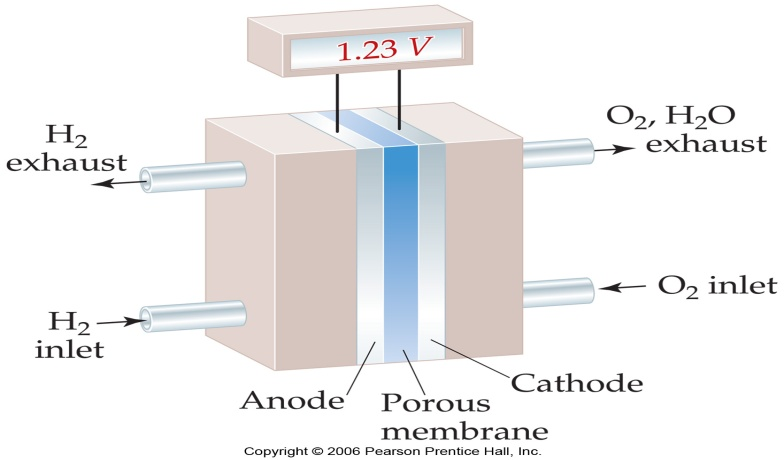 1.23 V
H₂
exhaust
O₂, H₂O
exhaust
H₂
inlet
O₂ inlet
Anode
Porous
membrane
Cathode
Copyright © 2006 Pearson Prentice Hall, Inc.